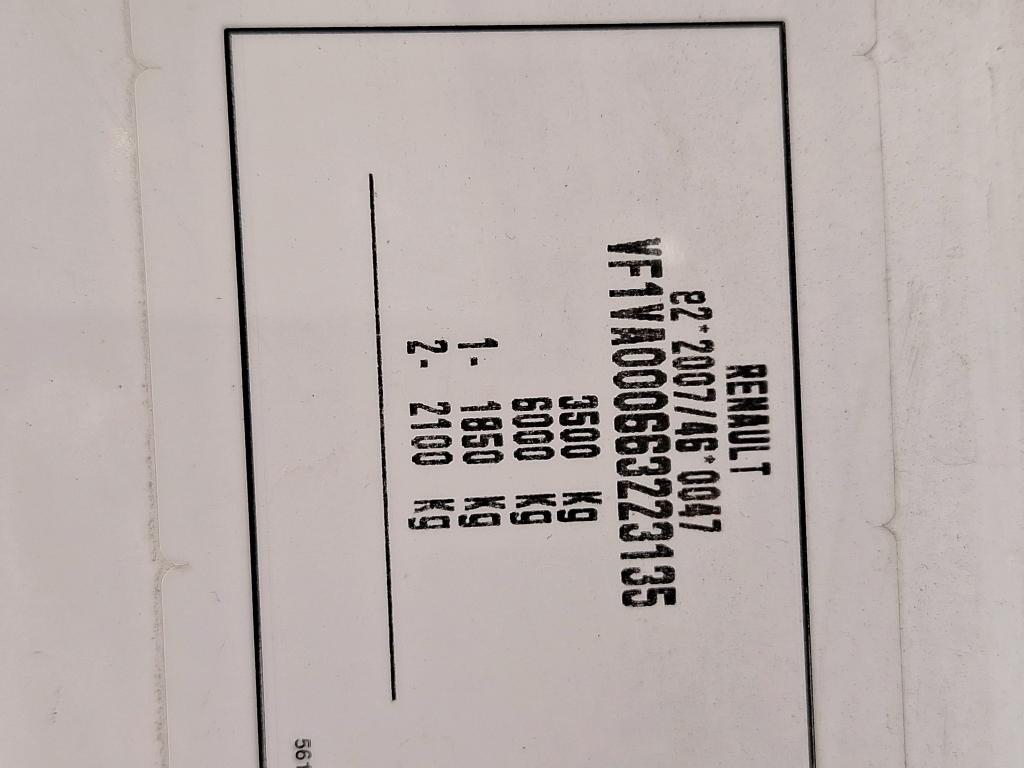 RENAULT
e2*2007/46*0047
VF1VA000663223135
3500 Kg
6000 Kg
1- 1850 Kg
2- 2100 Kg